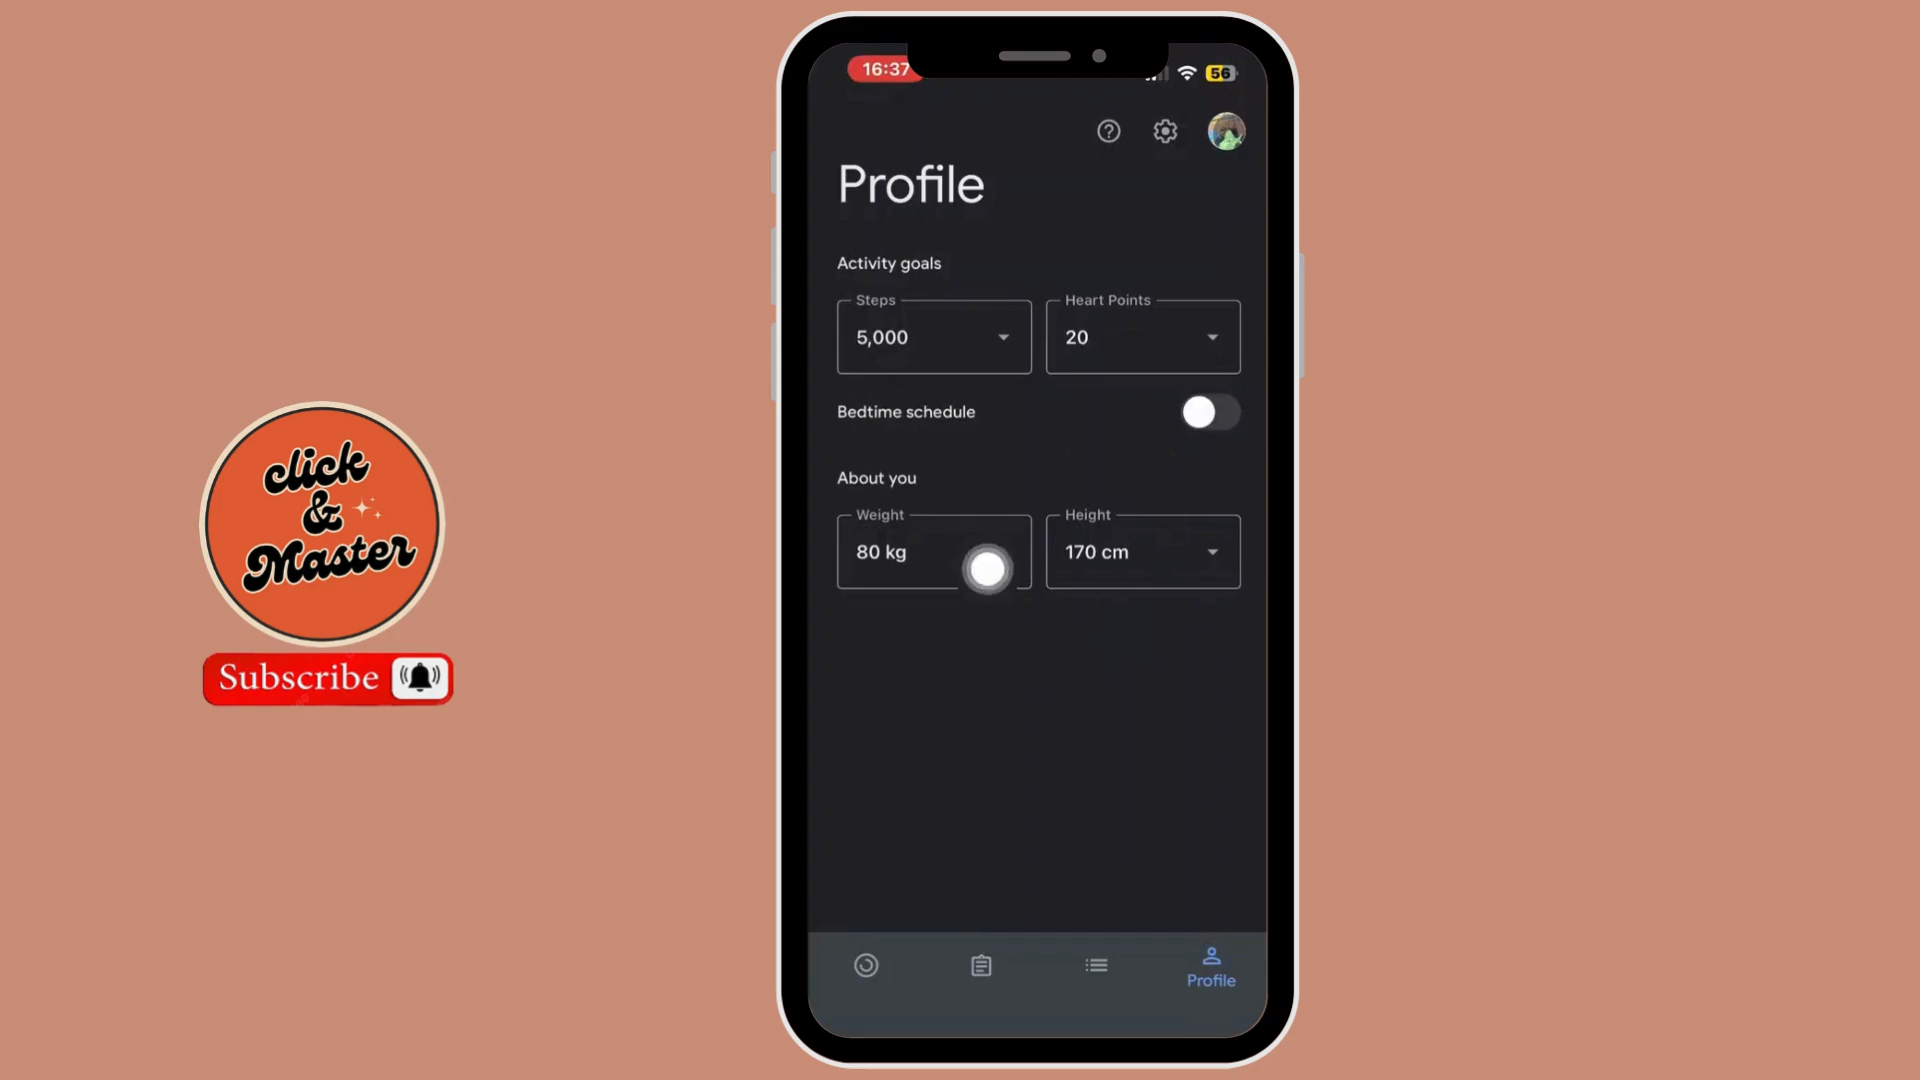 click
&
Master
Subscribe
16:37
56
Profile
Activity goals
Steps
5,000
Heart Points
20
Bedtime schedule
About you
Weight
80 kg
Height
170 cm
Profile